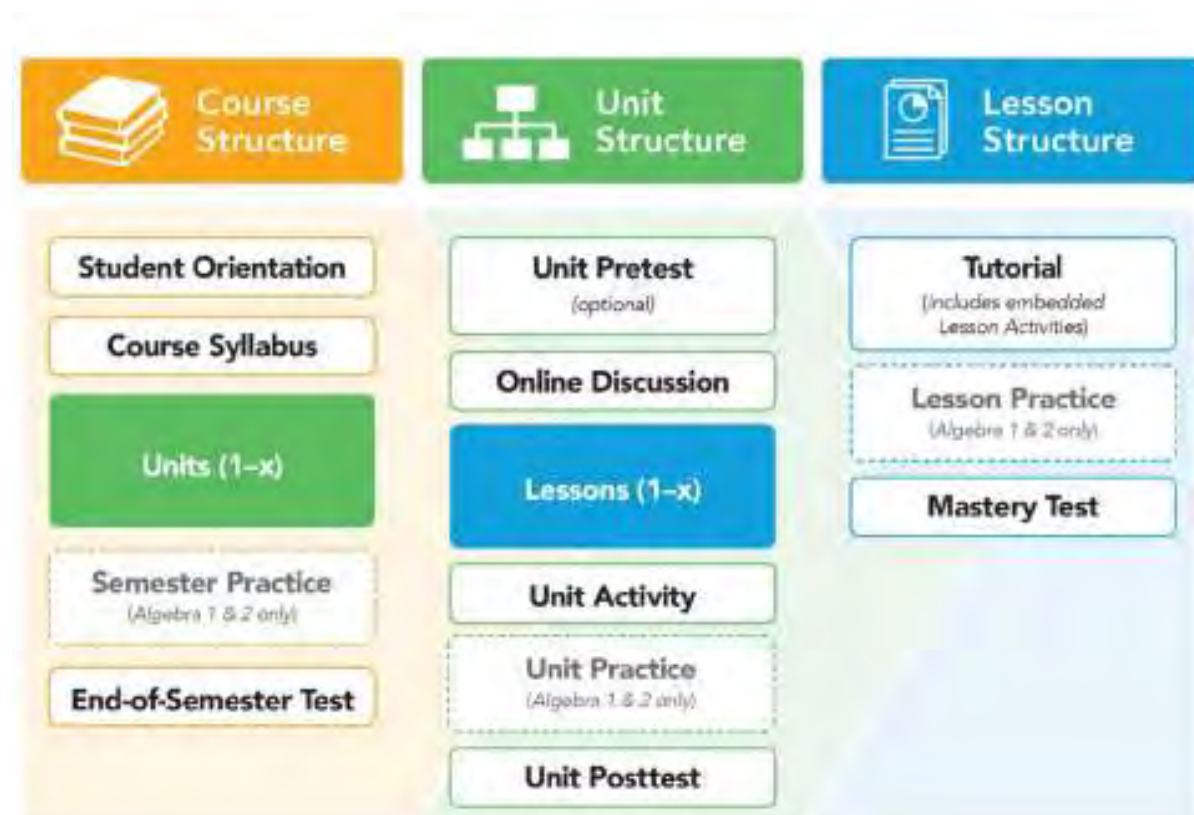 Course
Structure
Student Orientation
Course Syllabus
Units (1–x)
Semester Practice
(Algebra 1 & 2 only)
End-of-Semester Test
Unit
Structure
Unit Pretest
(optional)
Online Discussion
Lessons (1–x)
Unit Activity
Unit Practice
(Algebra 1 & 2 only)
Unit Posttest
Lesson
Structure
Tutorial
(includes embedded
Lesson Activities)
Lesson Practice
(Algebra 1 & 2 only)
Mastery Test